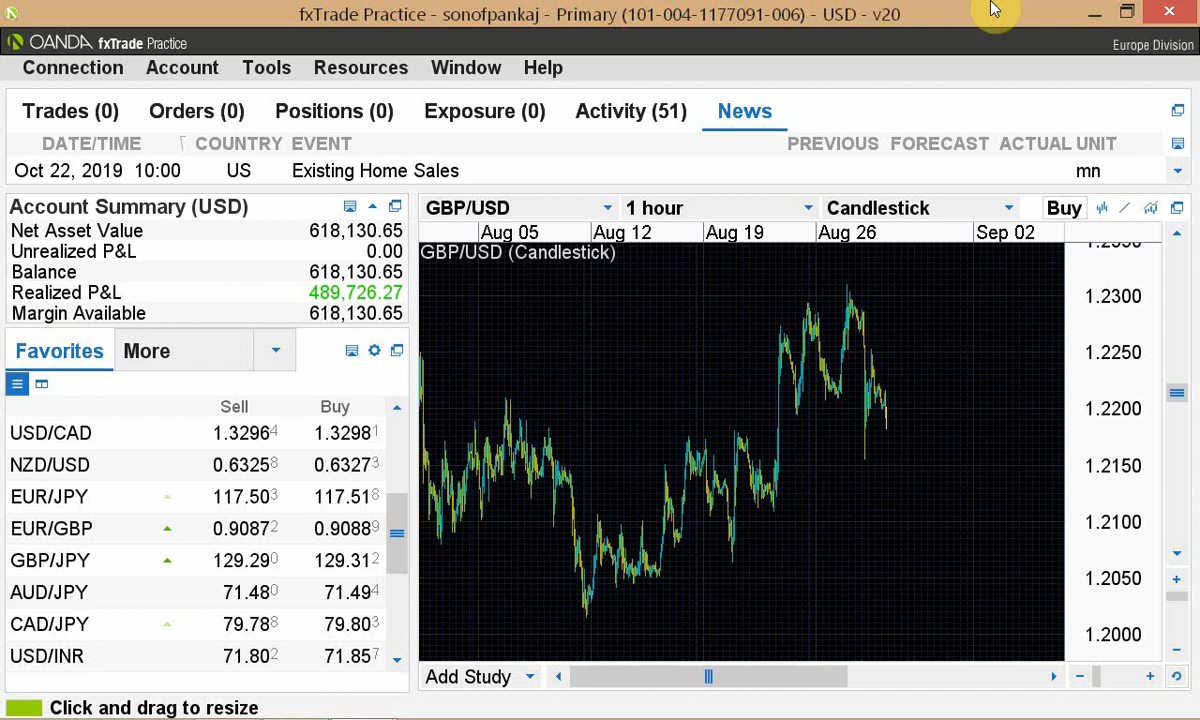 fxTrade Practice - sonofpankaj - Primary (101-004-1177091-006) - USD - v20
OANDA fxTrade Practice
Europe Division
Connection Account Tools Resources Window Help
Trades (0) Orders (0) Positions (0) Exposure (0) Activity (51) News
DATE/TIME COUNTRY EVENT PREVIOUS FORECAST ACTUAL UNIT
Oct 22, 2019 10:00 US Existing Home Sales mn
Account Summary (USD)
Net Asset Value 618,130.65
Unrealized P&L 0.00
Balance 618,130.65
Realized P&L 489,726.27
Margin Available 618,130.65
Favorites More
Sell Buy
USD/CAD 1.32964 1.32981
NZD/USD 0.63258 0.63273
EUR/JPY 117.503 117.518
EUR/GBP 0.90872 0.90889
GBP/JPY 129.290 129.312
AUD/JPY 71.480 71.494
CAD/JPY 79.788 79.803
USD/INR 71.802 71.857
GBP/USD 1 hour Candlestick Buy
Aug 05 Aug 12 Aug 19 Aug 26 Sep 02
GBP/USD (Candlestick)
1.2350
1.2300
1.2250
1.2200
1.2150
1.2100
1.2050
1.2000
Add Study
Click and drag to resize